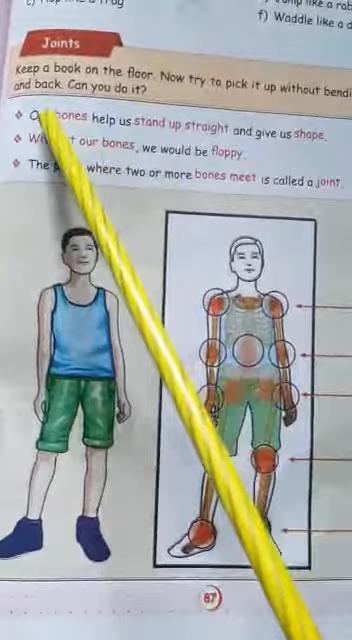 f) Waddle like a d
Joints
Keep a book on the floor. Now try to pick it up without bendi
and back. Can you do it?
❖ bones help us stand up straight and give us shape.
❖ our bones, we would be floppy.
❖ The where two or more bones meet is called a joint.
67